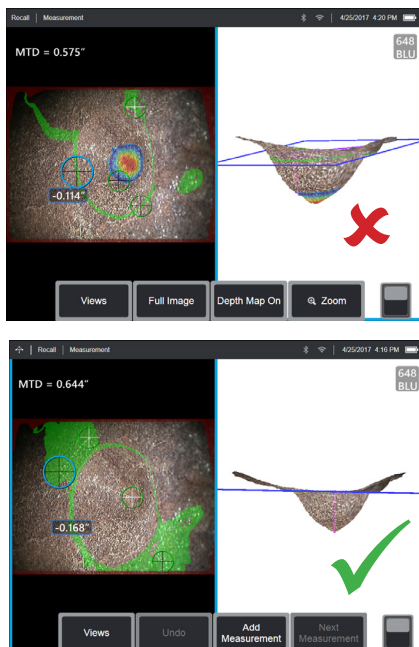 Recall | Measurement 4/25/2017 4:20 PM
MTD = 0.575"
648
BLU
-0.114"
Views Full Image Depth Map On Zoom
Recall | Measurement 4/25/2017 4:16 PM
MTD = 0.644"
648
BLU
-0.168"
Views Undo Add Measurement Next Measurement